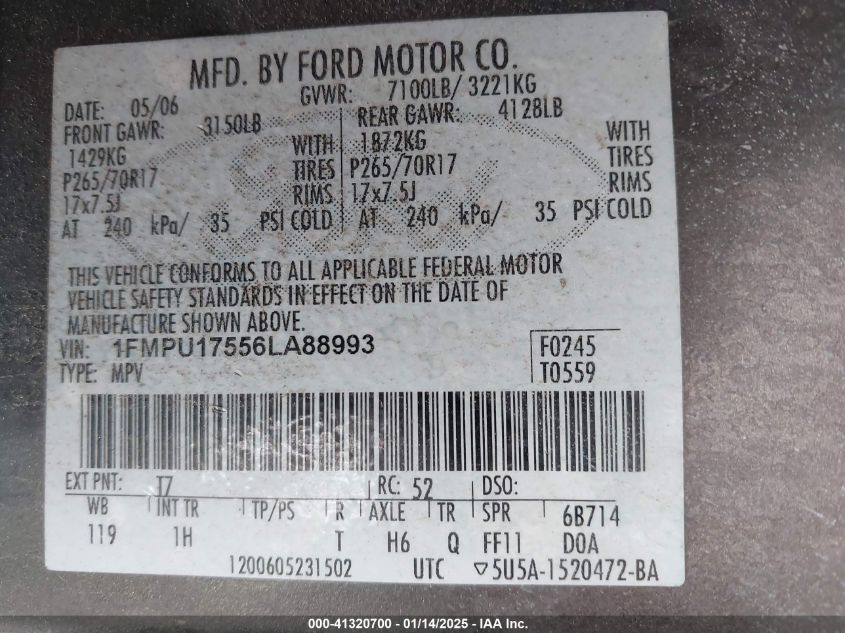 MFD. BY FORD MOTOR CO.
DATE: 05/06 GVWR: 7100LB/ 3221KG
FRONT GAWR: 3150LB REAR GAWR: 4128LB
1429KG WITH 1872KG WITH
P265/70R17 TIRES P265/70R17 TIRES
17x7.5J RIMS 17x7.5J RIMS
AT 240 kPa/ 35 PSI COLD AT 240 kPa/ 35 PSI COLD
THIS VEHICLE CONFORMS TO ALL APPLICABLE FEDERAL MOTOR
VEHICLE SAFETY STANDARDS IN EFFECT ON THE DATE OF
MANUFACTURE SHOWN ABOVE.
VIN: 1FMPU17556LA88993 F0245
TYPE: MPV T0559
EXT PNT: T7 RC: 52 DSO:
WB INT TR TP/PS R AXLE TR SPR 6B714
119 1H T H6 Q FF11 DOA
1200605231502 UTC ▽5U5A-1520472-BA
000-41320700 - 01/14/2025 - IAA Inc.